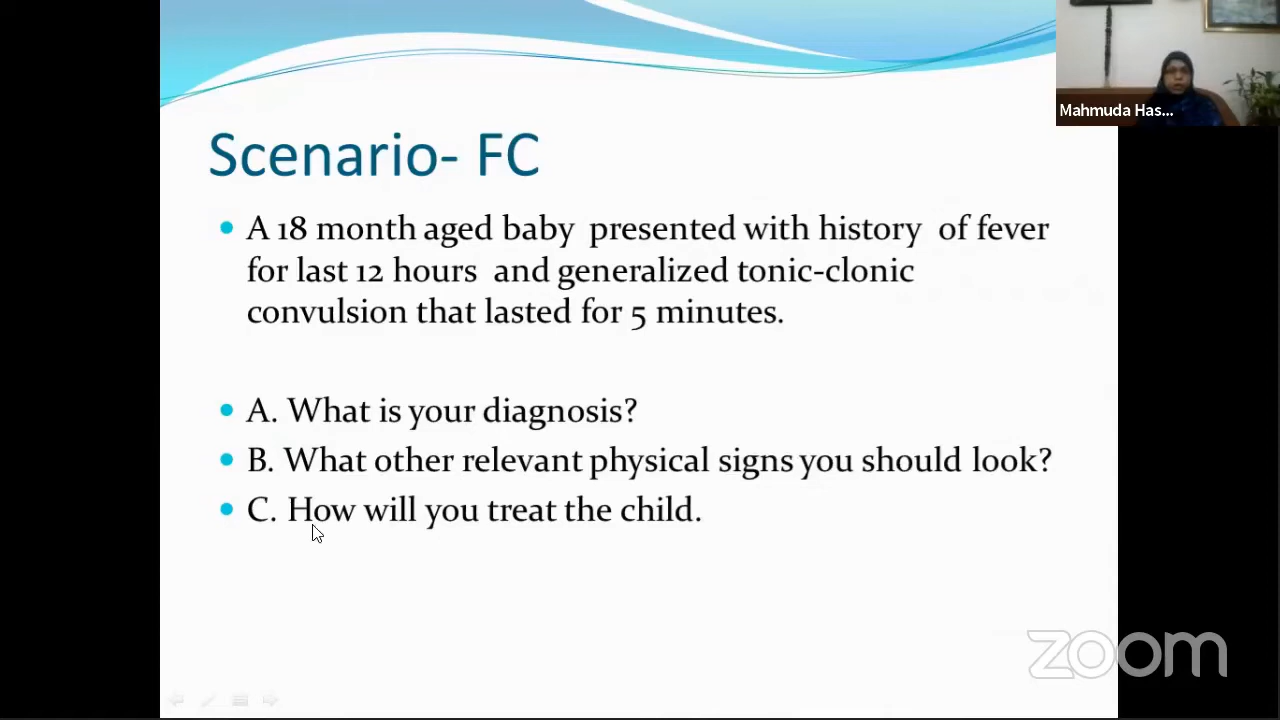 Mahmuda Has...
Scenario- FC
A 18 month aged baby presented with history of fever
for last 12 hours and generalized tonic-clonic
convulsion that lasted for 5 minutes.
A. What is your diagnosis?
B. What other relevant physical signs you should look?
C. How will you treat the child.
zoom